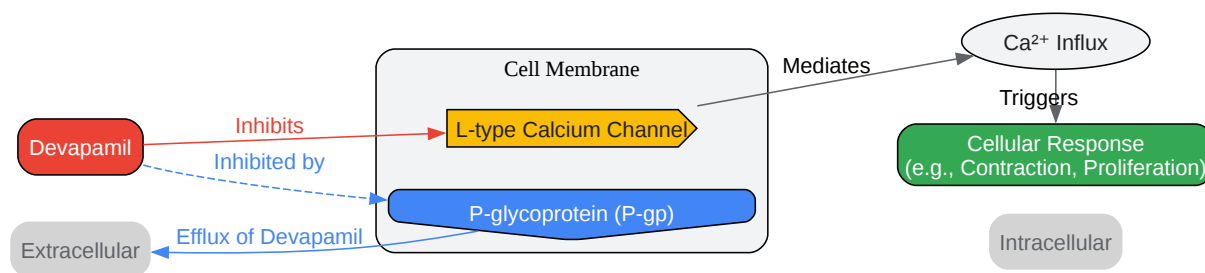 Ca²⁺ Influx
Mediates
Cell Membrane
Triggers
Inhibits
L-type Calcium Channel
Devapamil
Cellular Response
(e.g., Contraction, Proliferation)
Inhibited by
P-glycoprotein (P-gp)
Efflux of Devapamil
Extracellular
Intracellular